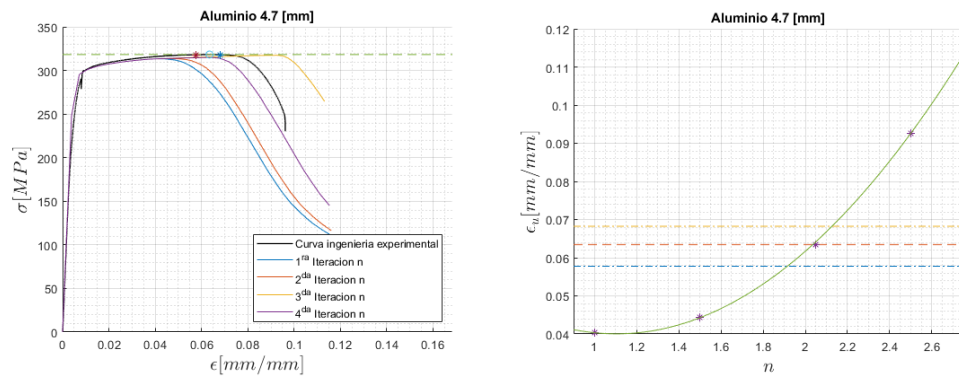 Aluminio 4.7 [mm]
350
300
250
200
150
100
50
0
σ[MPa]
0 0.02 0.04 0.06 0.08 0.1 0.12 0.14 0.16
ϵ[mm/mm]
Curva ingenieria experimental
1ra Iteracion n
2da Iteracion n
3da Iteracion n
4da Iteracion n
Aluminio 4.7 [mm]
0.12
0.11
0.1
0.09
0.08
0.07
0.06
0.05
0.04
ϵu[mm/mm]
1 1.2 1.4 1.6 1.8 2 2.2 2.4 2.6
n